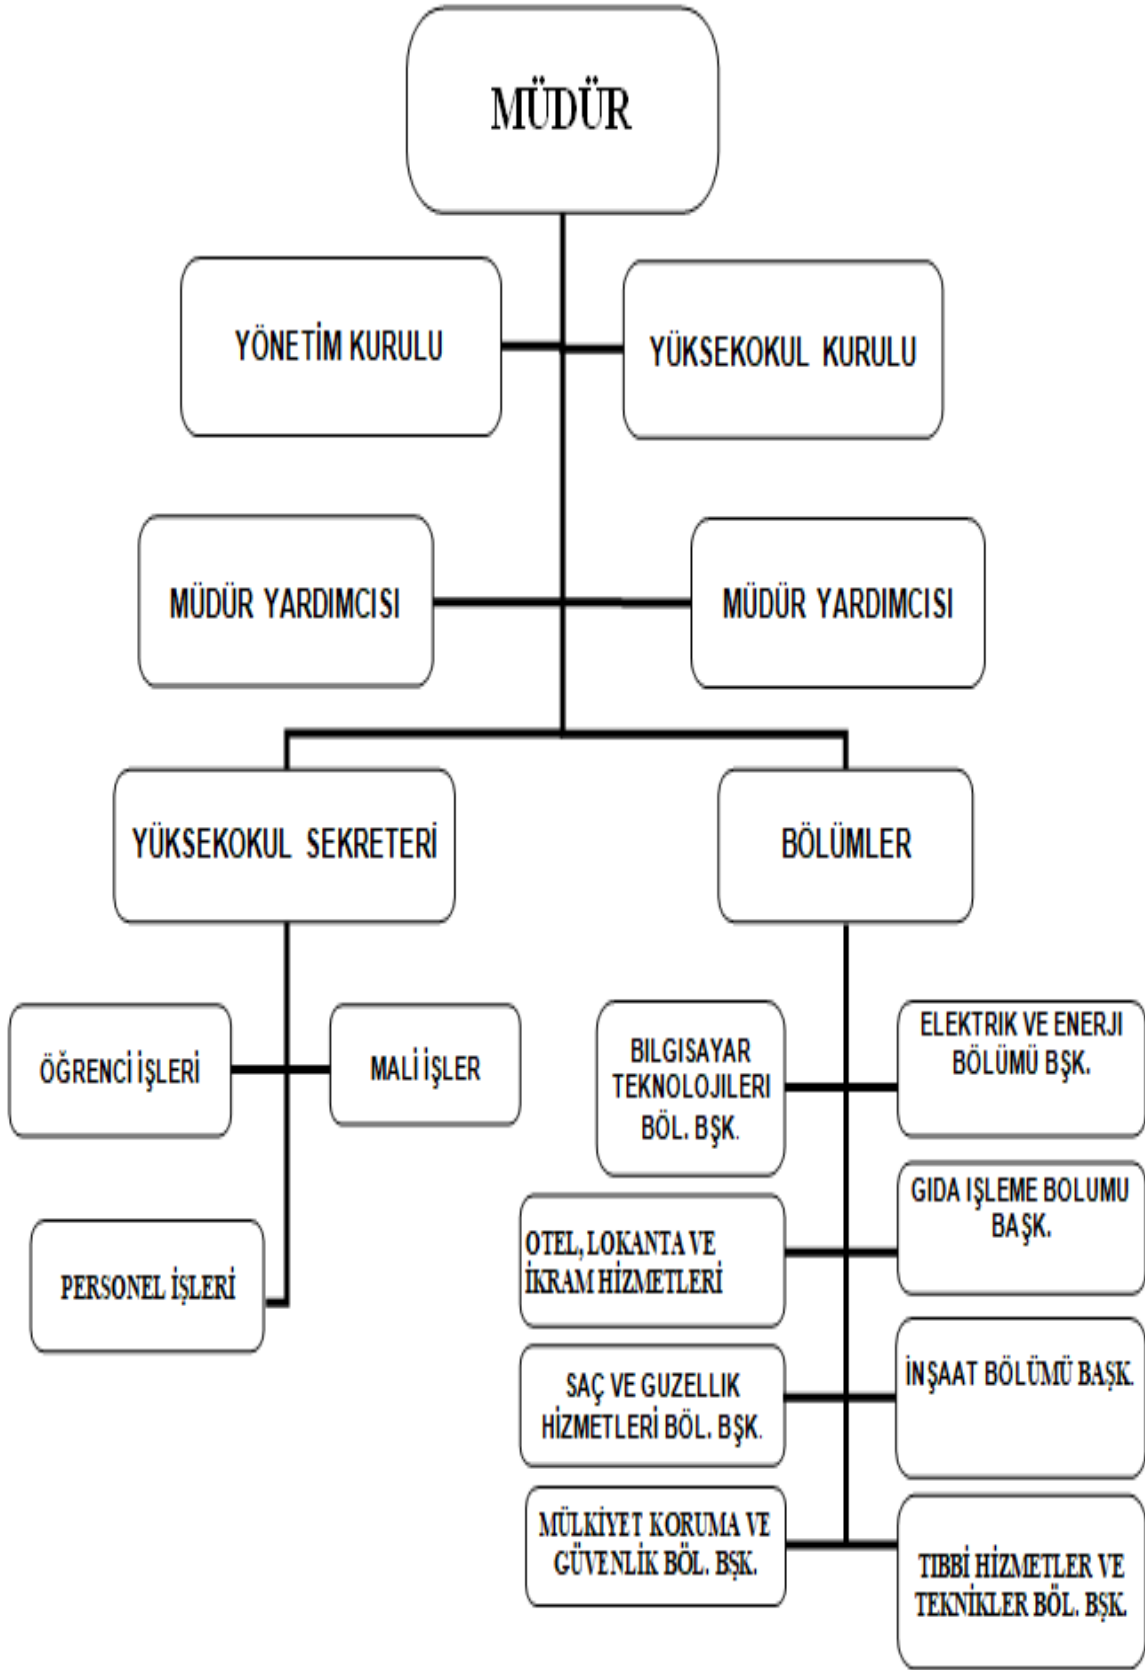 MÜDÜR
YÖNETİM KURULU
YÜKSEKOKUL KURULU
MÜDÜR YARDIMCISI
MÜDÜR YARDIMCISI
YÜKSEKOKUL SEKRETERİ
BÖLÜMLER
ÖĞRENCİ İŞLERİ
MALİ İŞLER
PERSONEL İŞLERİ
BILGISAYAR
TEKNOLOJILERI
BÖL. BŞK.
ELEKTRIK VE ENERJI
BÖLÜMÜ BŞK.
OTEL, LOKANTA VE
İKRAM HİZMETLERİ
GIDA IŞLEME BOLUMU
BAŞK.
SAÇ VE GUZELLIK
HİZMETLERİ BÖL. BŞK.
İNŞAAT BÖLÜMÜ BAŞK.
MÜLKİYET KORUMA VE
GÜVENLİK BÖL. BŞK.
TIBBİ HİZMETLER VE
TEKNİKLER BÖL. BŞK.